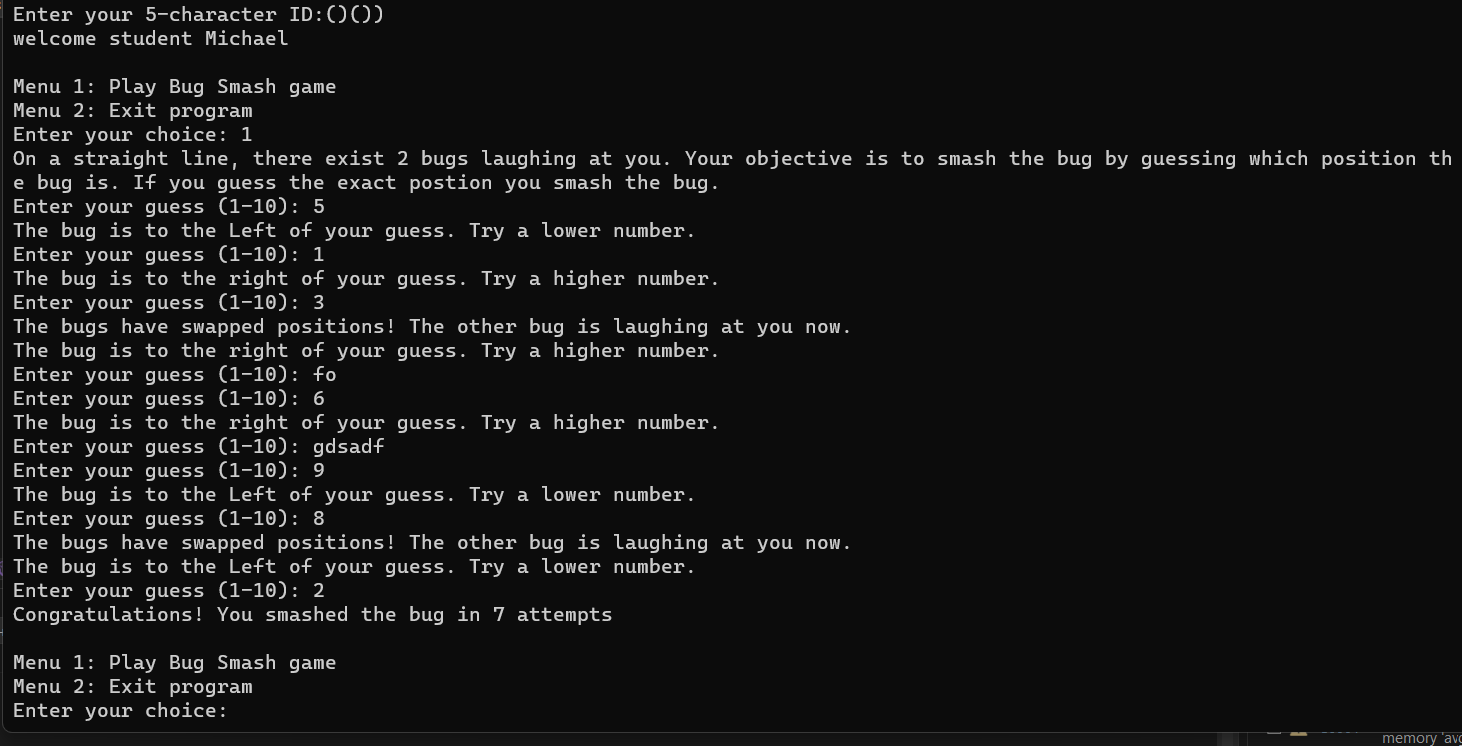 Enter your 5-character ID:()())
welcome student Michael
Menu 1: Play Bug Smash game
Menu 2: Exit program
Enter your choice: 1
On a straight line, there exist 2 bugs laughing at you. Your objective is to smash the bug by guessing which position th
e bug is. If you guess the exact postion you smash the bug.
Enter your guess (1-10): 5
The bug is to the Left of your guess. Try a lower number.
Enter your guess (1-10): 1
The bug is to the right of your guess. Try a higher number.
Enter your guess (1-10): 3
The bugs have swapped positions! The other bug is laughing at you now.
The bug is to the right of your guess. Try a higher number.
Enter your guess (1-10): fo
Enter your guess (1-10): 6
The bug is to the right of your guess. Try a higher number.
Enter your guess (1-10): gdsadf
Enter your guess (1-10): 9
The bug is to the Left of your guess. Try a lower number.
Enter your guess (1-10): 8
The bugs have swapped positions! The other bug is laughing at you now.
The bug is to the Left of your guess. Try a lower number.
Enter your guess (1-10): 2
Congratulations! You smashed the bug in 7 attempts
Menu 1: Play Bug Smash game
Menu 2: Exit program
Enter your choice:
memory